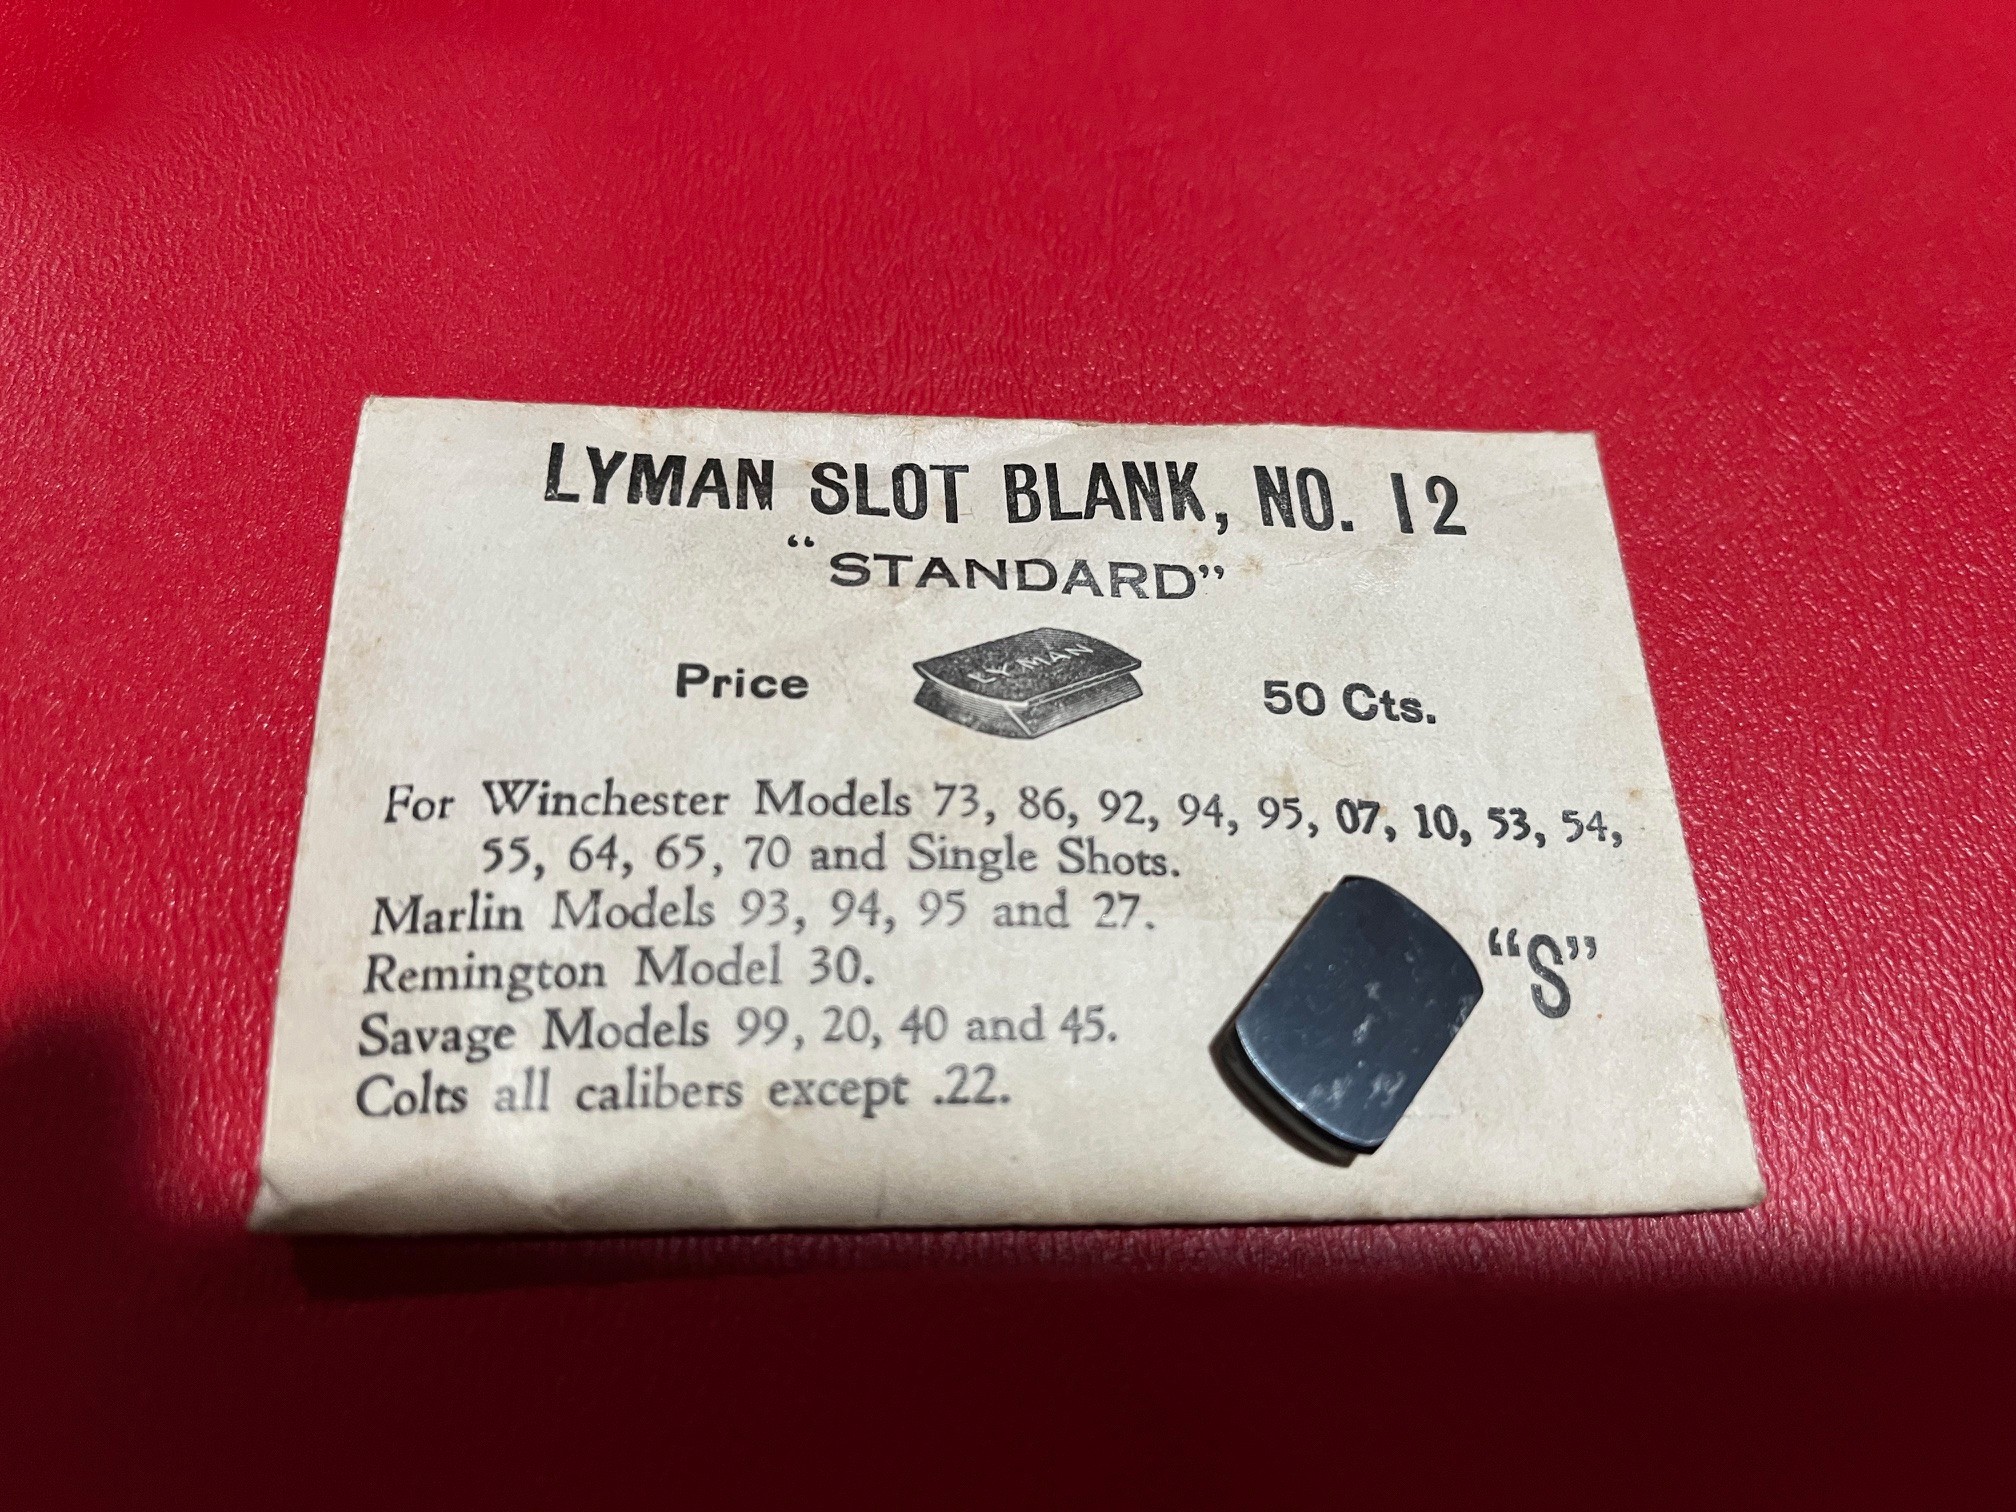 LYMAN SLOT BLANK, NO. 12
“STANDARD”
Price LYMAN 50 Cts.
For Winchester Models 73, 86, 92, 94, 95, 07, 10, 53, 54,
55, 64, 65, 70 and Single Shots.
Marlin Models 93, 94, 95 and 27.
Remington Model 30.
Savage Models 99, 20, 40 and 45.
Colts all calibers except .22.
“S”